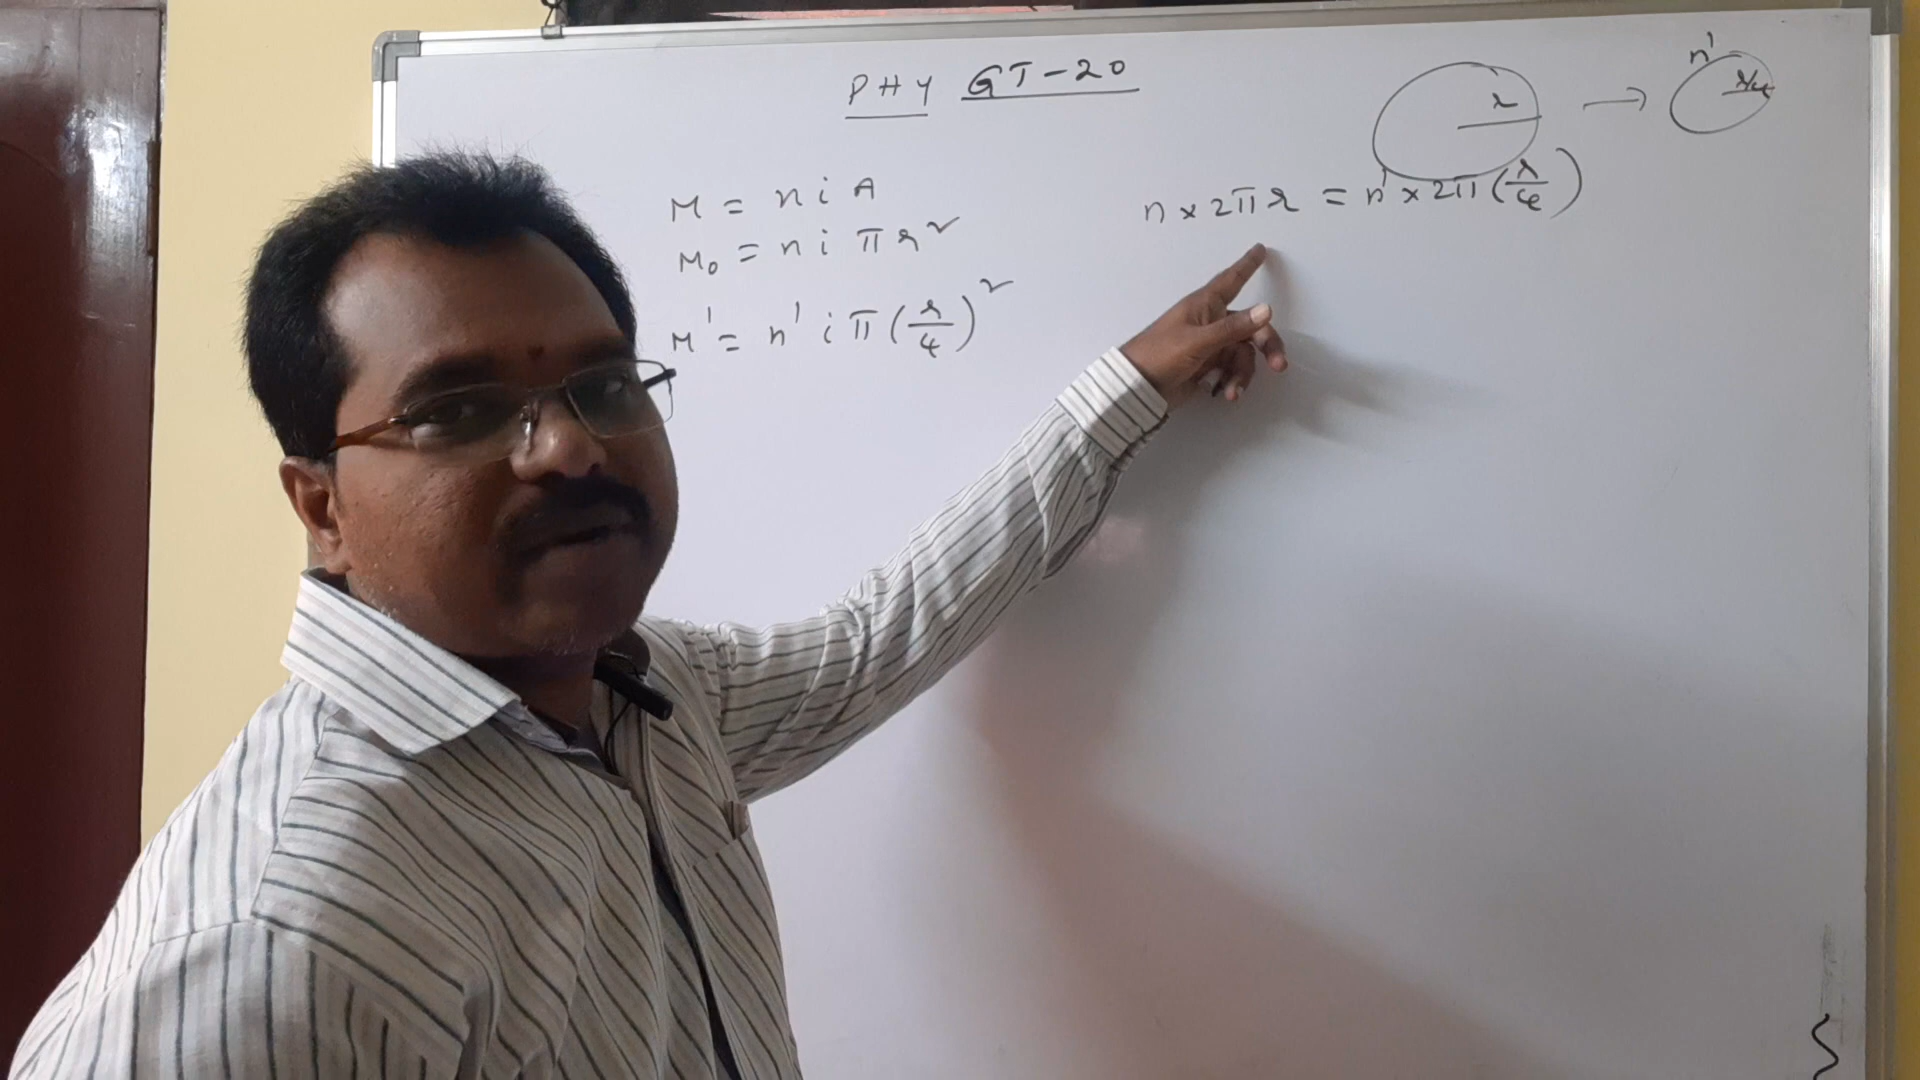 PHY GT-20
M = n i A
M₀ = n i π r²
M' = n' i π (r/4)²
r → n' r/4
n × 2π r = n' × 2π (r/4)